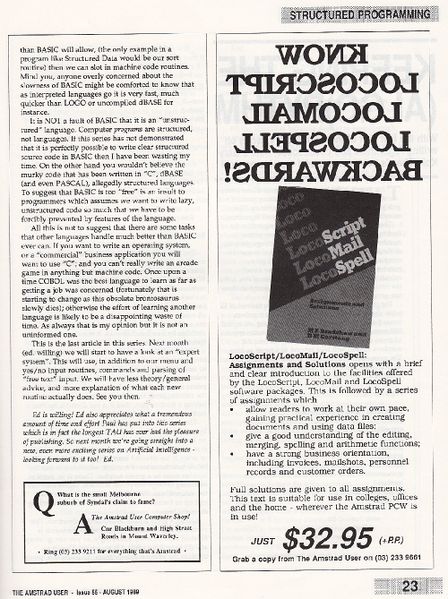 STRUCTURED PROGRAMMING
than BASIC will allow, (the only example in a
program like Structured Data would be our sort
routine) then we can slot in machine code routines.
Mind you, anyone overly concerned about the
slowness of BASIC might be comforted to know that
as interpreted languages go it is very fast, much
quicker than LOGO or uncompiled dBASE for
instance.
It is NOT a fault of BASIC that it is an "instruc-
tured" language. Computer programs are structured,
not languages. If this series has not demonstrated
that it is perfectly possible to write clear structured
source code in BASIC then I have been wasting my
time. On the other hand you wouldn't believe the
murky code that has been written in "C", dBASE
(and even PASCAL), allegedly structured languages.
To suggest that BASIC is too "free" is an insult to
programmers which assumes we want to write lazy,
unstructured code so much that we have to be
forcibly prevented by features of the language.
All this is not to suggest that there are some tasks
that other languages handle much better than BASIC
ever can. If you want to write an operating system,
or a "commercial" business application you will
want to use "C", and you can't really write an arcade
game in anything but machine code. Once upon a
time COBOL was the best language to learn as far as
getting a job was concerned (fortunately that is
starting to change as this obsolete brontosaurus
slowly dies); otherwise the effort of learning another
language is likely to be a disappointing waste of
time. As always that is my opinion but it is not an
uninformed one.
This is the last article in this series. Next month
(ed. willing) we will start to have a look at an "expert
system". This will use, in addition to our menu and
yes/no input routines, commands and parsing of
"free text" input. We will have less theory/general
advice, and more explanation of what each new
routine actually does. See you then.
Ed is willing! Ed also appreciates what a tremendous
amount of time and effort Paul has put into this series
which is in fact the longest TAU has ever had the pleasure
of publishing. So next month we're going straight into a
new, even more exciting series on Artificial Intelligence -
looking forward to it too! Ed.
Q What is the small Melbourne
suburb of Syndal's claim to fame?
A The Amstrad User Computer Shop!
Cnr Blackburn and High Street
Roads in Mount Waverley.
• Ring (03) 233 9211 for everything that's Amstrad •
KNOW
LOCOSCRIPT
LOCOMAIL
LOCOSPELL
BACKWARDS!
Loco
Loco
Loco
Loco
LocoScript
LocoMail
LocoSpell
Assignments and
Solutions
LocoScript/LocoMail/LocoSpell:
Assignments and Solutions opens with a brief
and clear introduction to the facilities offered
by the LocoScript, LocoMail and LocoSpell
software packages. This is followed by a series
of assignments which
• allow readers to work at their own pace,
gaining practical experience in creating
documents and using data files;
• give a good understanding of the editing,
merging, spelling and arithmetic functions;
• have a strong business orientation,
including invoices, mailshots, personnel
records and customer orders.
Full solutions are given to all assignments.
This text is suitable for use in colleges, offices
and the home - wherever the Amstrad PCW is
in use!
JUST $32.95 (+P.P.)
Grab a copy from The Amstrad User on (03) 233 9661
THE AMSTRAD USER - Issue 55 - AUGUST 1989
23